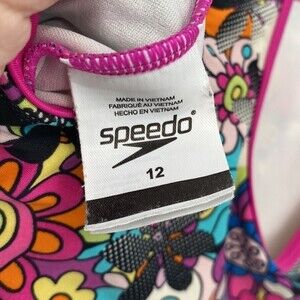 MADE IN VIETNAM
FABRIQUÉ AU VIETNAM
HECHO EN VIETNAM
speedo
12